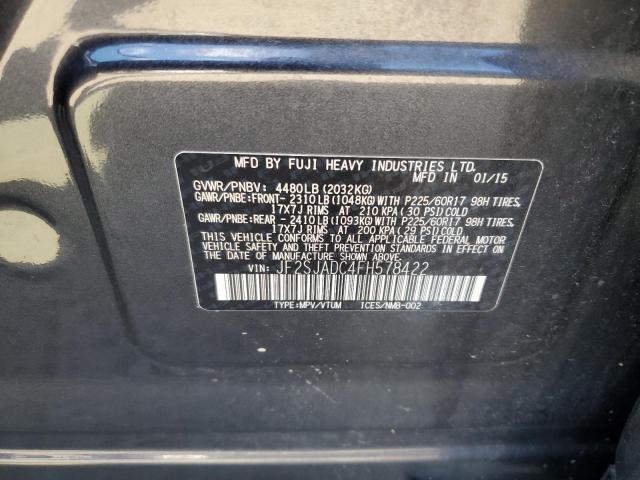 MFD BY FUJI HEAVY INDUSTRIES LTD.
MFD IN 01/15
GVWR/PNBV: 4480LB(2032KG)
GAWR/PNBE:FRONT- 2310LB(1048KG)WITH P225/60R17 98H TIRES,
17X7J RIMS AT 210 KPA(30 PSI)COLD
GAWR/PNBE:REAR - 2410LB(1093KG)WITH P225/60R17 98H TIRES,
17X7J RIMS AT 200 KPA(29 PSI)COLD
THIS VEHICLE CONFORMS TO ALL APPLICABLE FEDERAL MOTOR
VEHICLE SAFETY AND THEFT PREVENTION STANDARDS IN EFFECT ON
THE DATE OF MANUFACTURE SHOWN ABOVE.
VIN: JF2SJADC4FH578422
TYPE:MPV/VTUM ICES/NMB-002